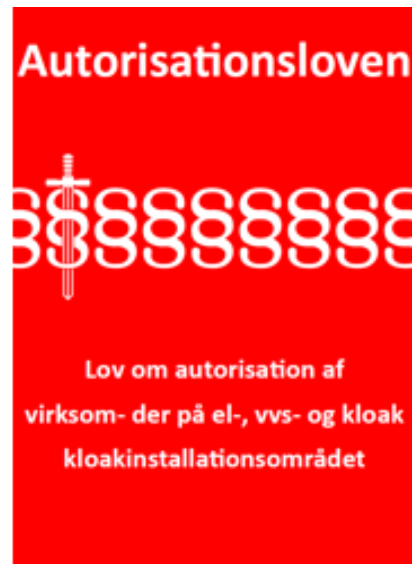 Autorisationsloven
§§§§§§§§§
Lov om autorisation af
virksom- der på el-, vvs- og kloak
kloakinstallationsområdet